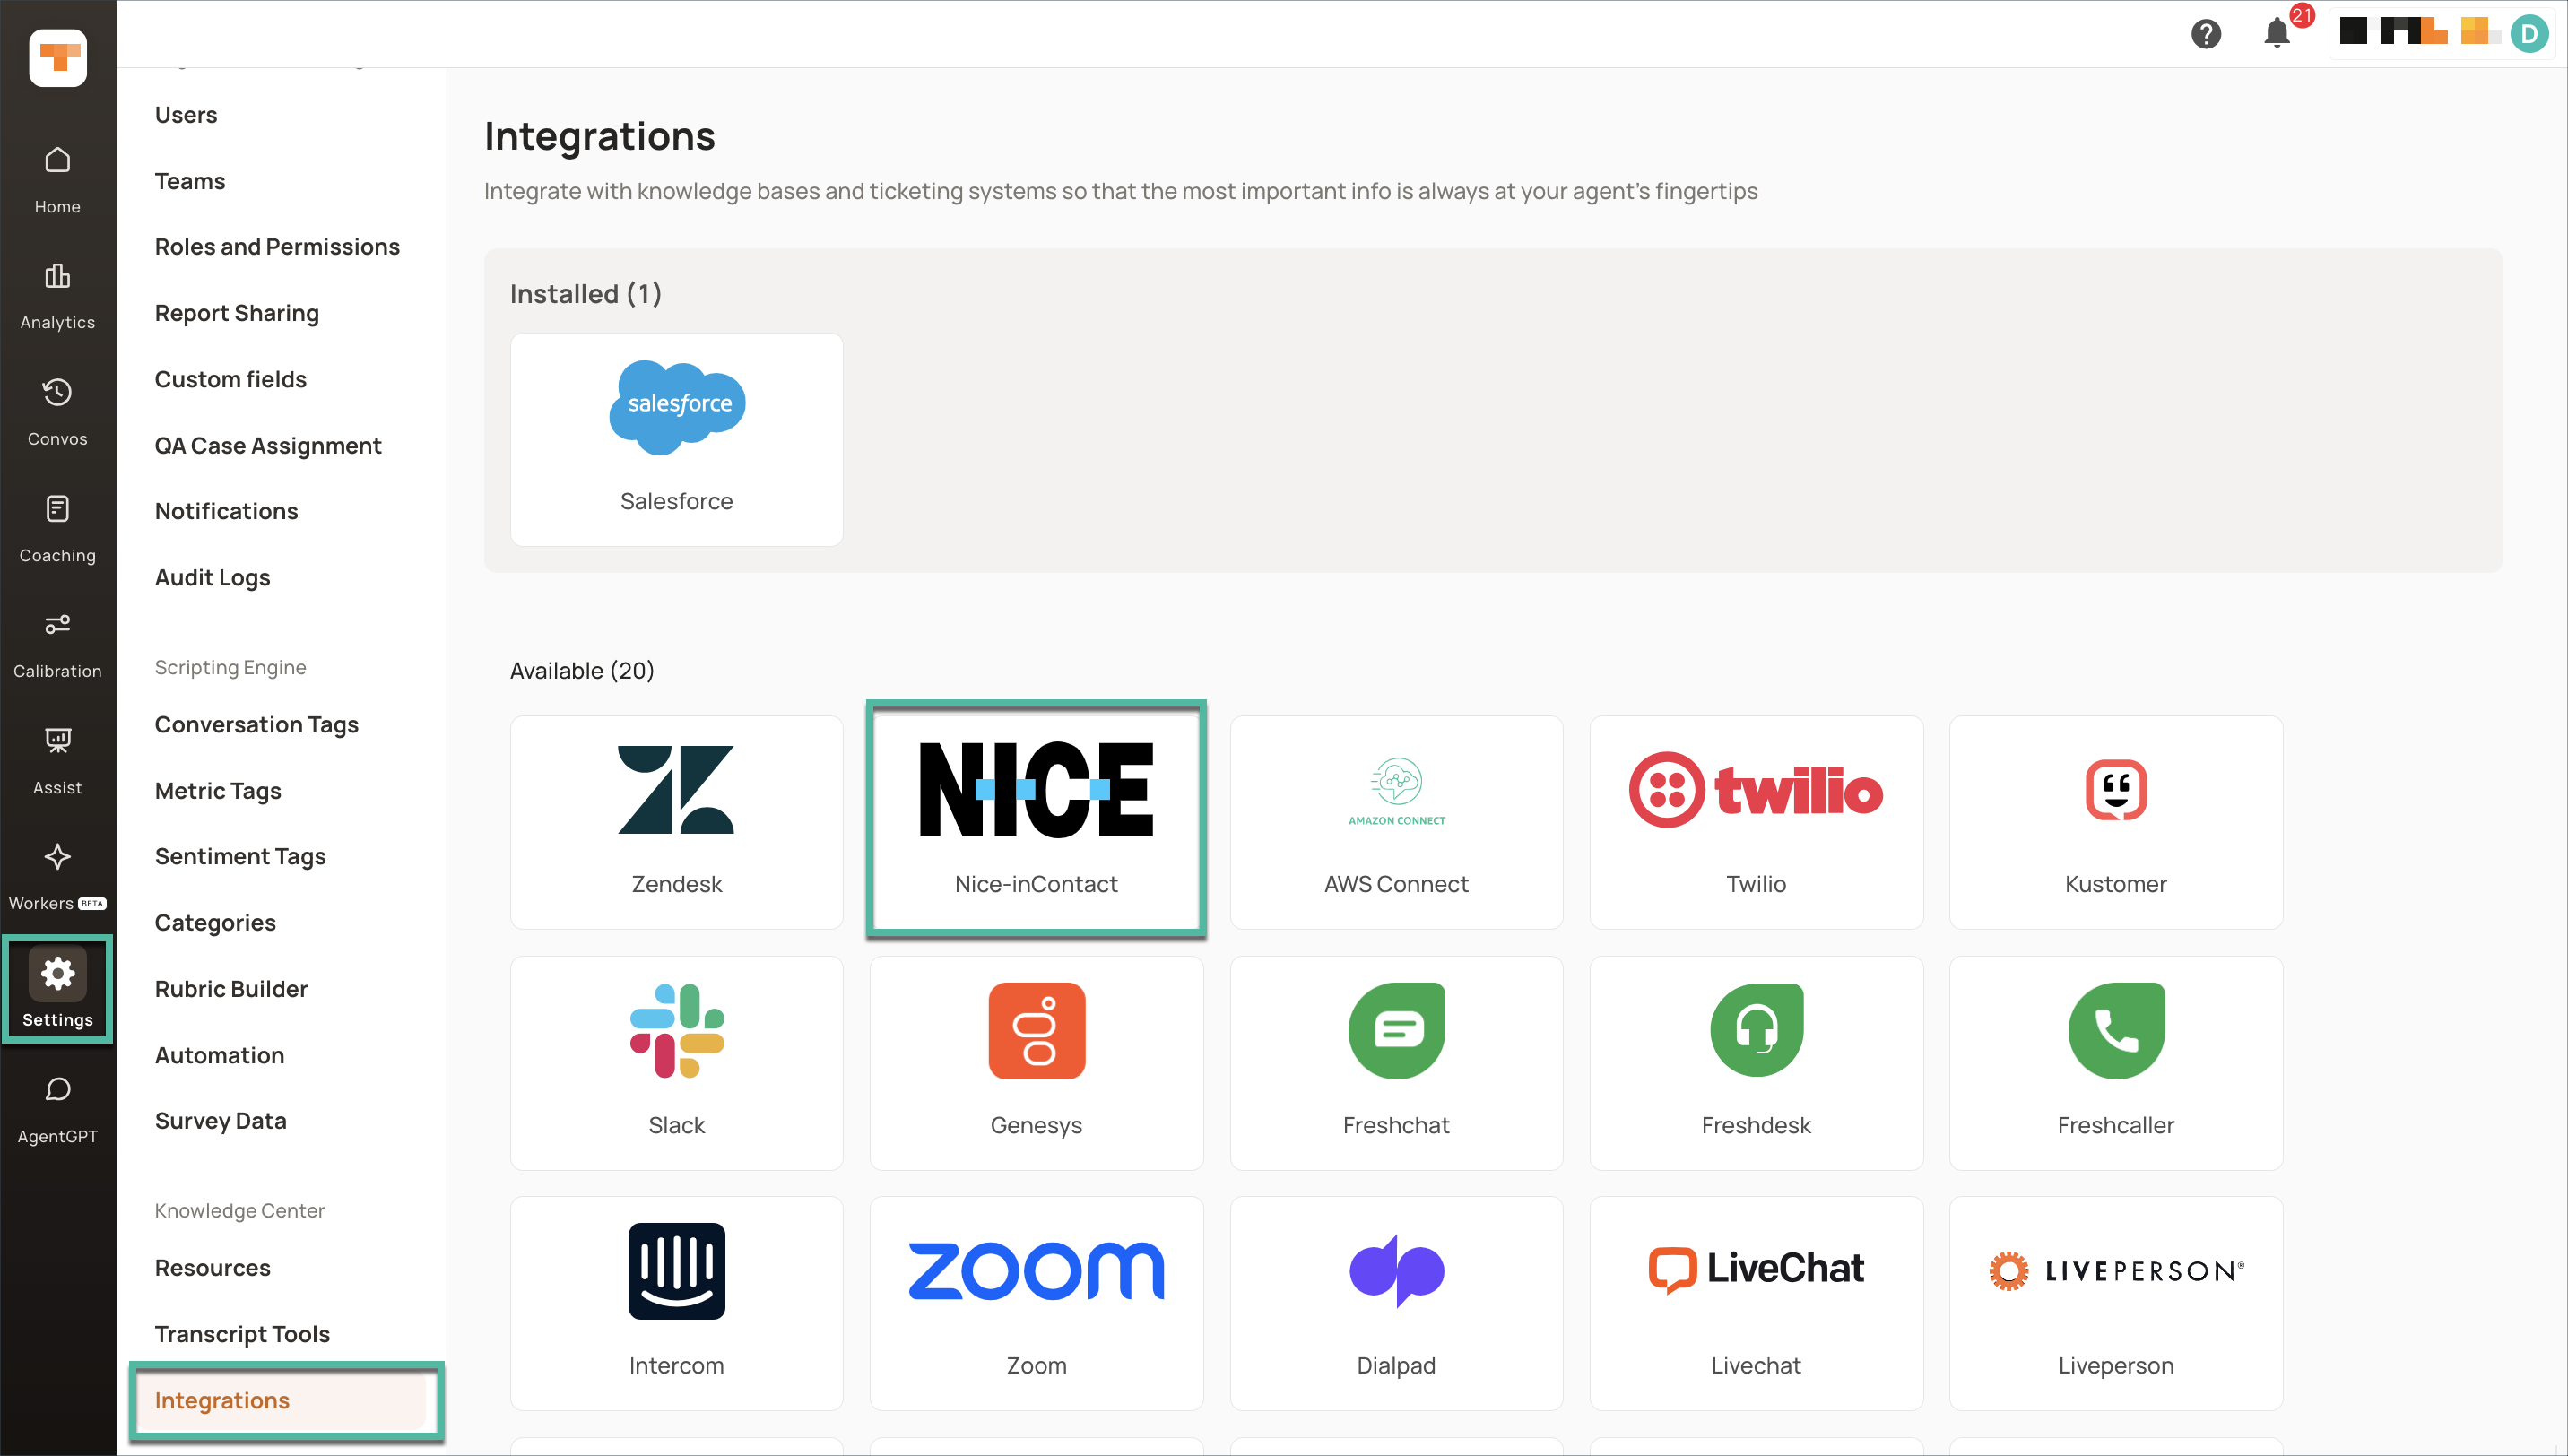 21
D
Home
Analytics
Convos
Coaching
Calibration
Assist
Workers BETA
Settings
AgentGPT
Users
Teams
Roles and Permissions
Report Sharing
Custom fields
QA Case Assignment
Notifications
Audit Logs
Scripting Engine
Conversation Tags
Metric Tags
Sentiment Tags
Categories
Rubric Builder
Automation
Survey Data
Knowledge Center
Resources
Transcript Tools
Integrations
Integrations
Integrate with knowledge bases and ticketing systems so that the most important info is always at your agent's fingertips
Installed (1)
salesforce
Salesforce
Available (20)
Zendesk
NICE
Nice-inContact
AMAZON CONNECT
AWS Connect
twilio
Twilio
Kustomer
Slack
Genesys
Freshchat
Freshdesk
Freshcaller
Intercom
zoom
Zoom
dp
Dialpad
LiveChat
Livechat
LIVEPERSON®
Liveperson